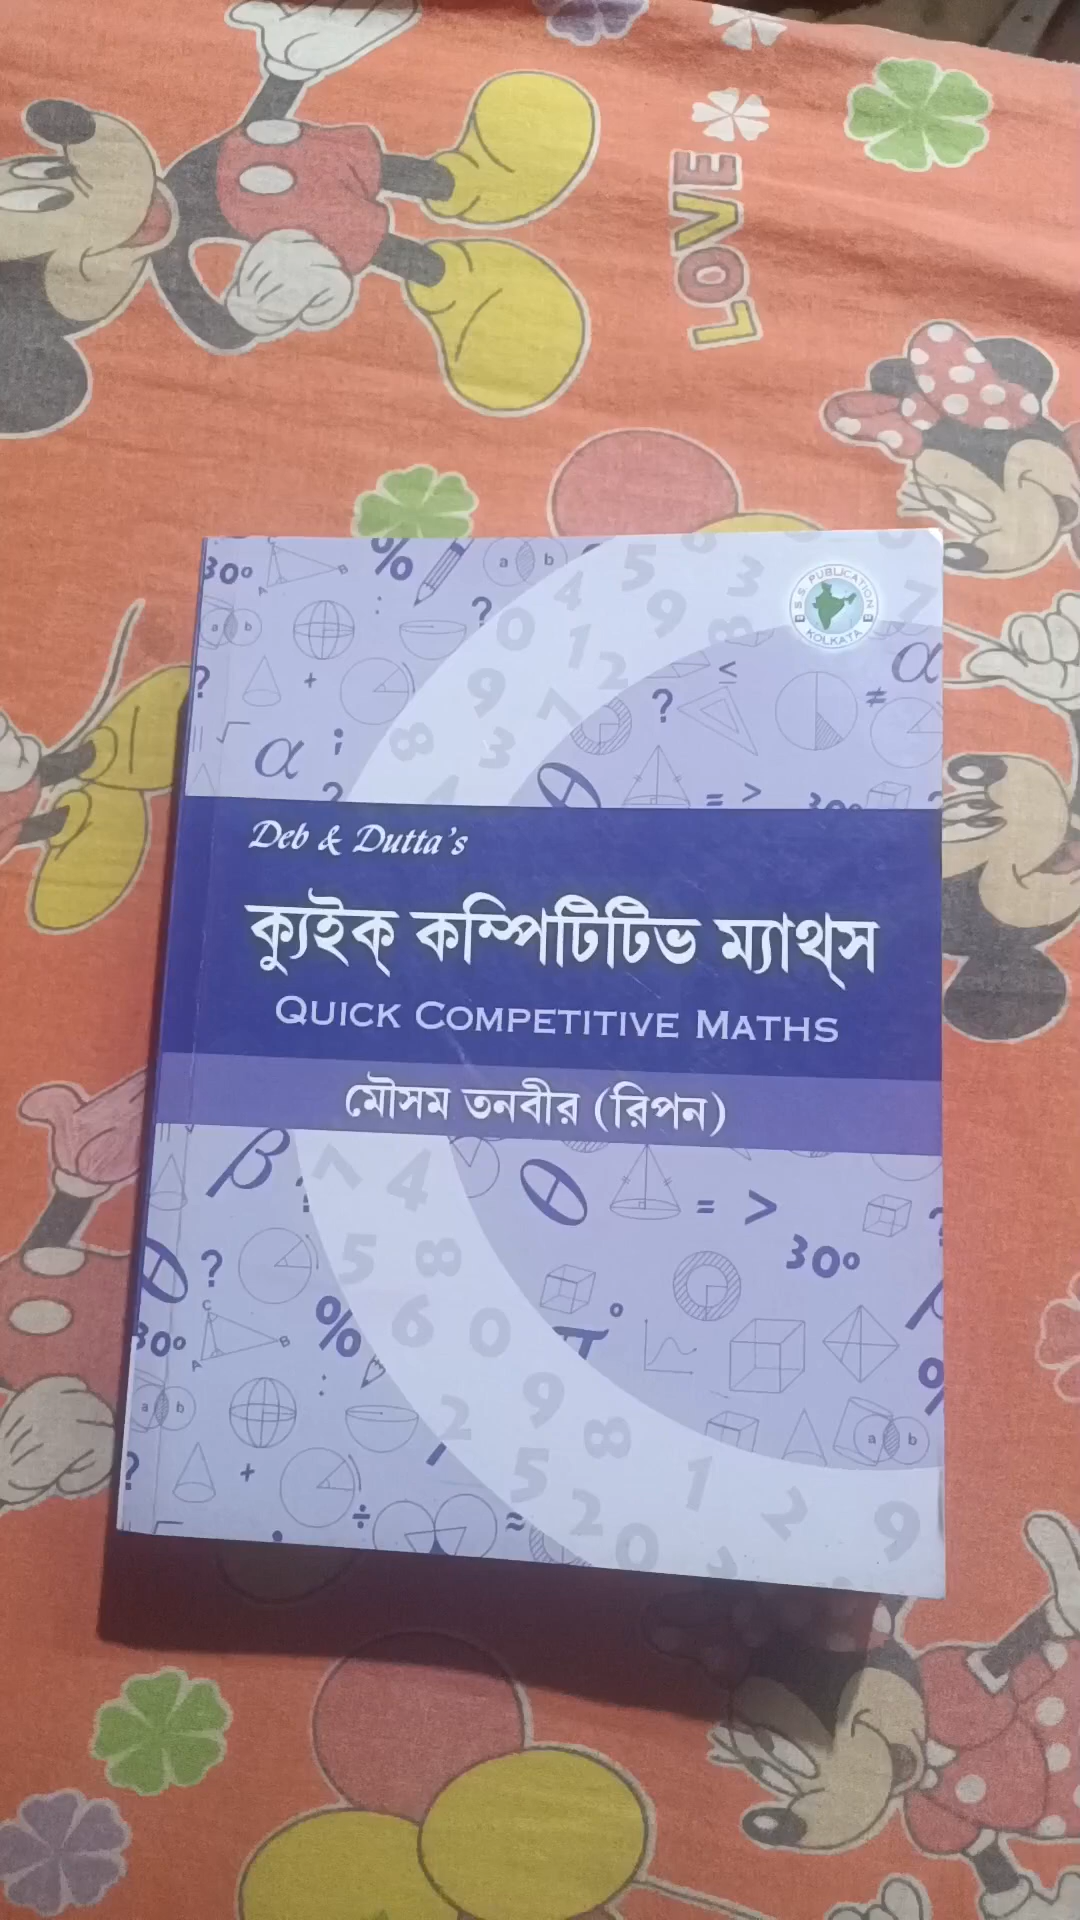 LOVE
S. S. PUBLICATION
KOLKATA
Deb & Dutta's
ক্যুইক্ কম্পিটিটিভ ম্যাথ্স
QUICK COMPETITIVE MATHS
মৌসম তনবীর (রিপন)